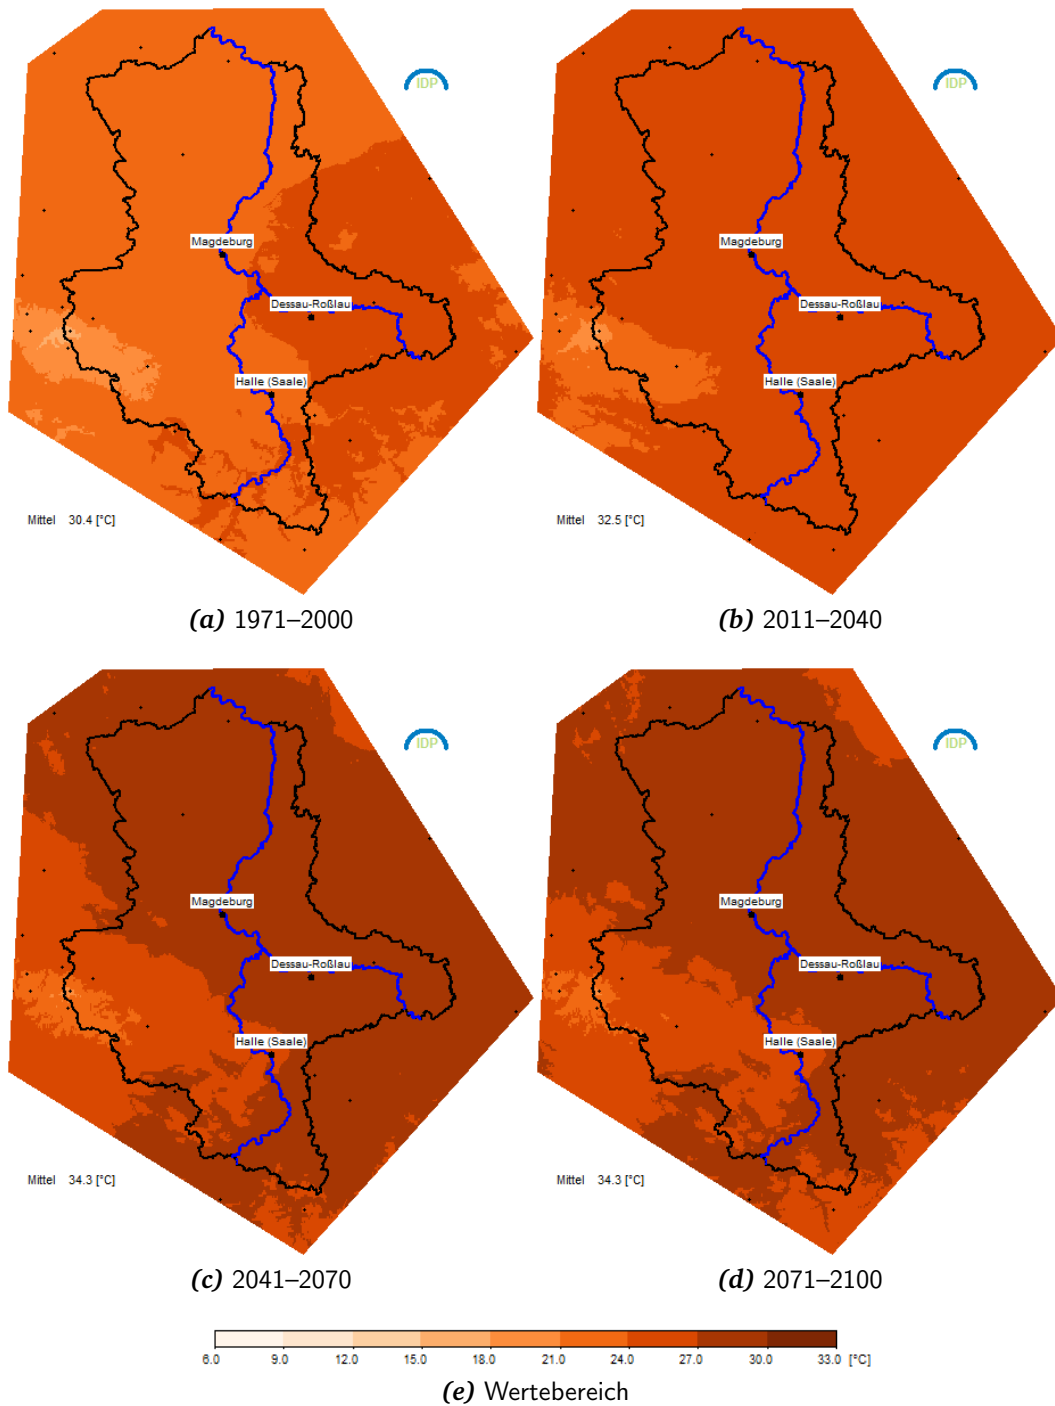 IDP
IDP
Magdeburg
Magdeburg
Dessau-Roßlau
Dessau-Roßlau
Halle (Saale)
Halle (Saale)
Mittel 30.4 [°C]
Mittel 32.5 [°C]
(a) 1971–2000
(b) 2011–2040
IDP
IDP
Magdeburg
Magdeburg
Dessau-Roßlau
Dessau-Roßlau
Halle (Saale)
Halle (Saale)
Mittel 34.3 [°C]
Mittel 34.3 [°C]
(c) 2041–2070
(d) 2071–2100
6.0 9.0 12.0 15.0 18.0 21.0 24.0 27.0 30.0 33.0 [°C]
(e) Wertebereich